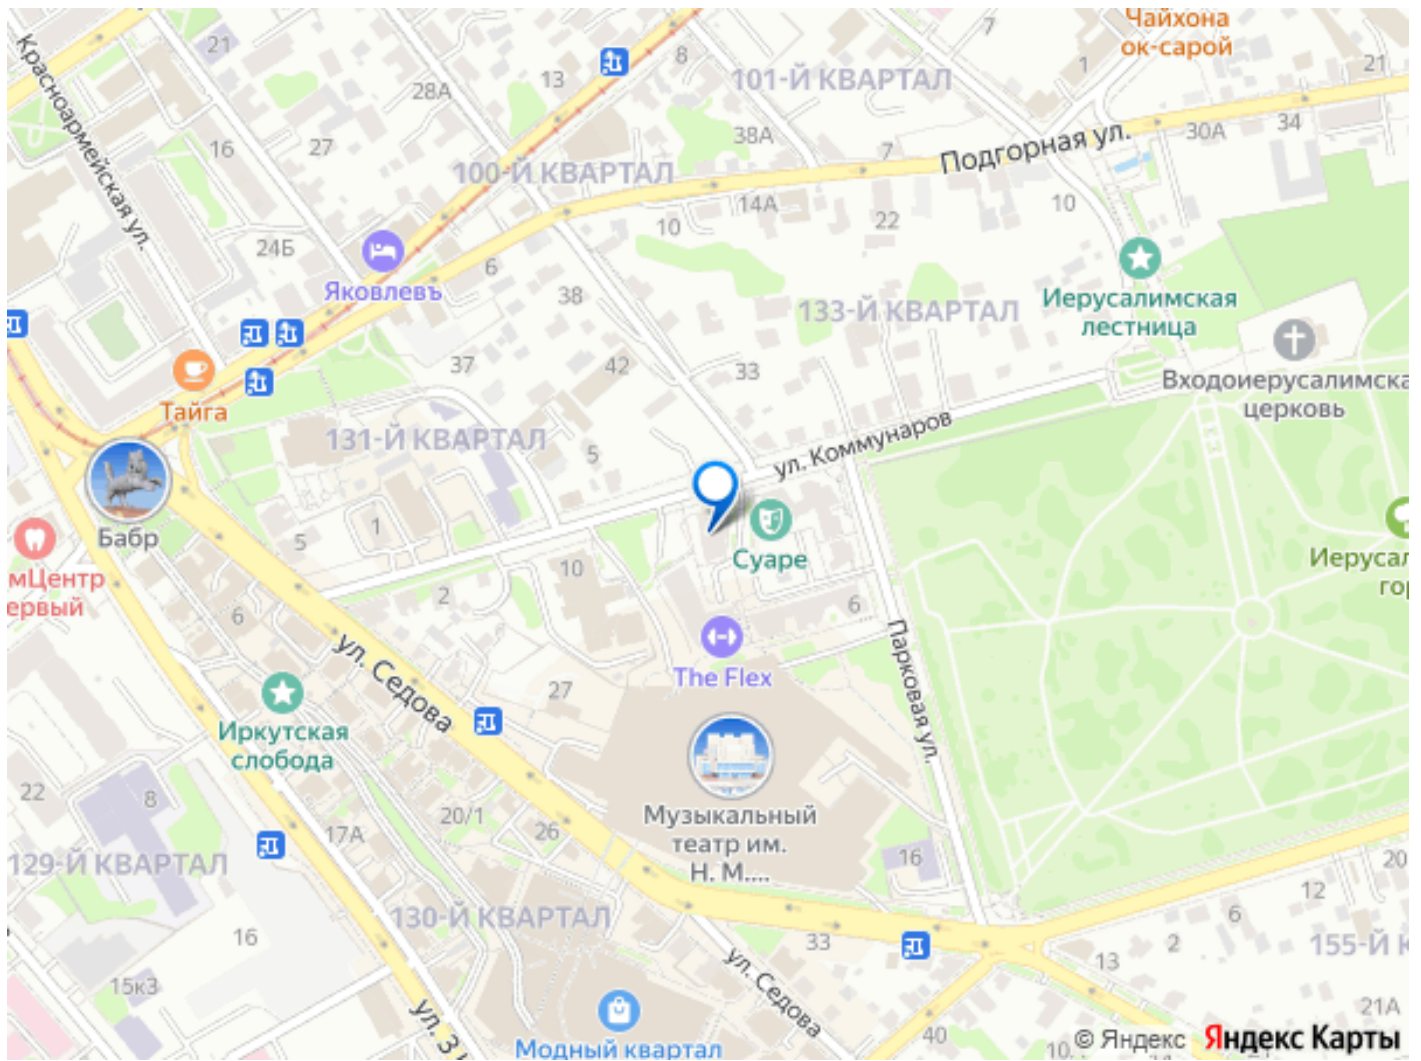 Чайхона
ок-сарой
7
21
8
101-Й КВАРТАЛ
1
21
13
28А
Красноармейская ул.
38А
30А
34
16
27
7
Подгорная ул.
100-Й КВАРТАЛ
14А
10
22
10
24Б
6
Яковлевъ
38
133-Й КВАРТАЛ
Иерусалимская
лестница
37
42
33
Входоиерусалимска
церковь
Тайга
131-Й КВАРТАЛ
5
ул. Коммунаров
1
5
Бабр
Суаре
мЦентр
ервый
10
2
6
6
Иерусал
гор
ул. Седова
The Flex
Парковая ул.
27
Иркутская
слобода
22
8
20/1
26
17А
Музыкальный
театр им.
Н. М....
129-Й КВАРТАЛ
16
20
12
130-Й КВАРТАЛ
6
16
33
2
155-Й К
13
15к3
ул. Седова
21А
ул. 3
40
10
Модный квартал
© Яндекс Яндекс Карты